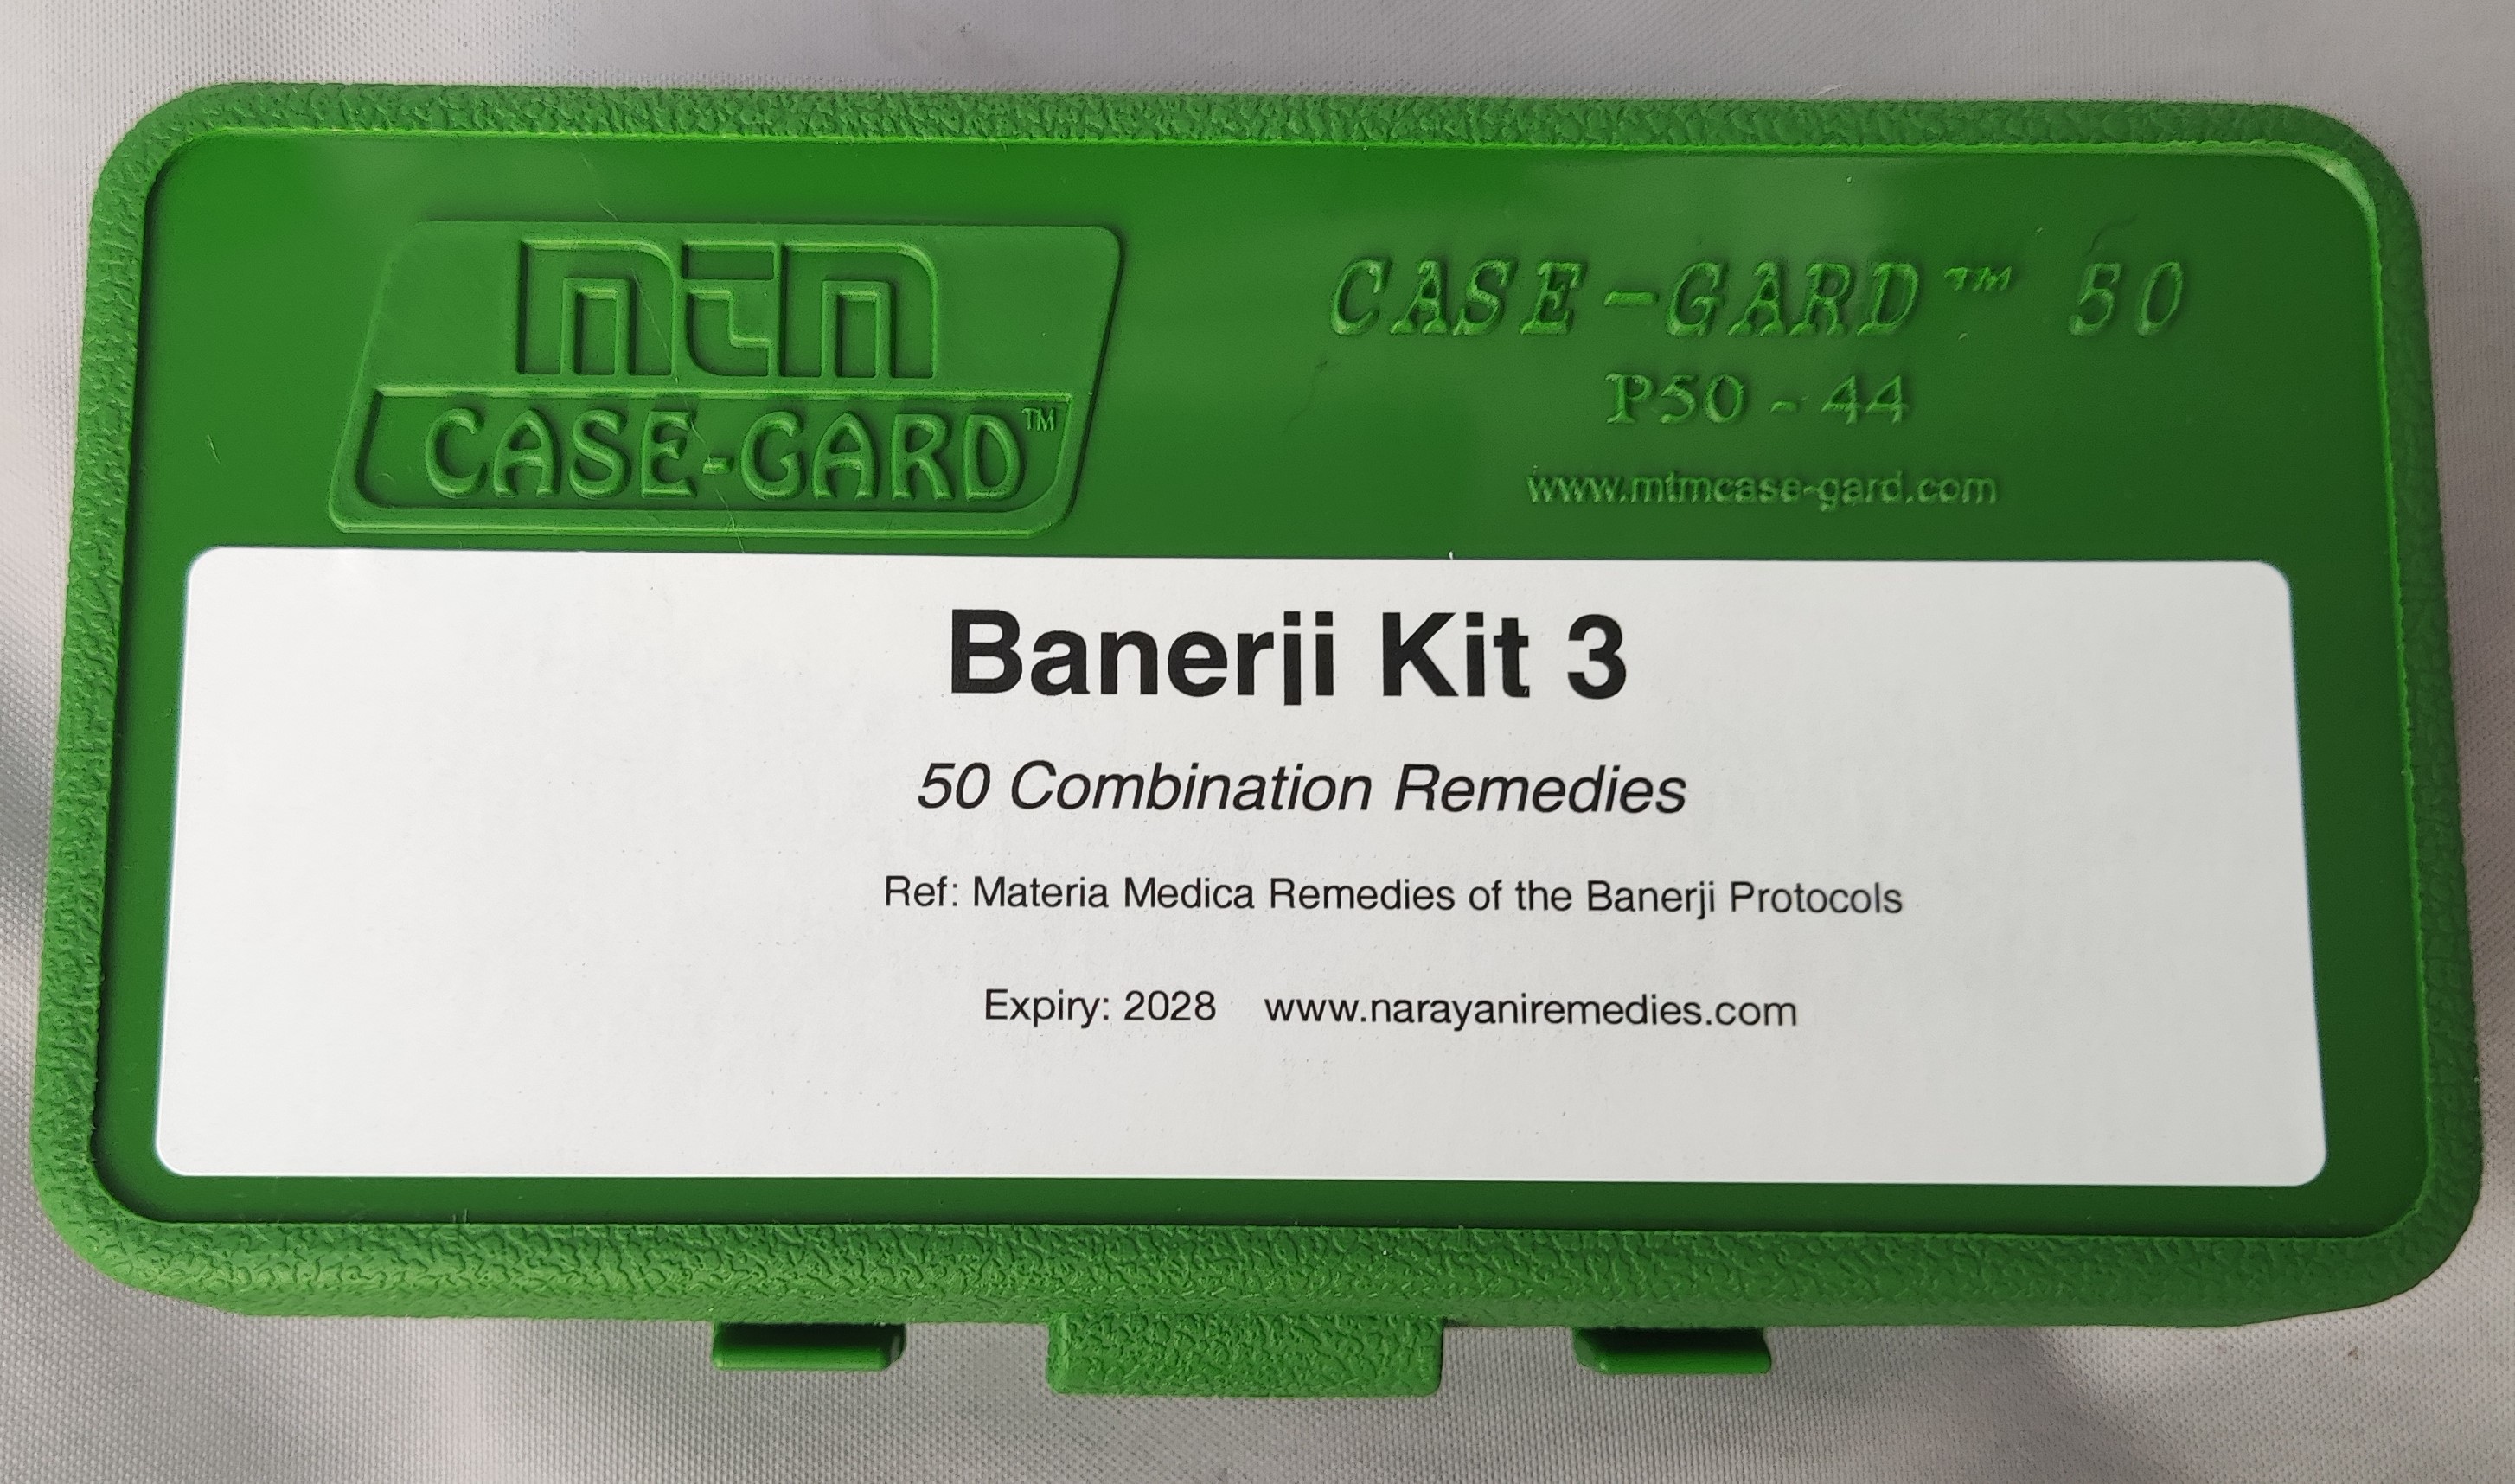 mtm
CASE-GARD™
CASE-GARD™ 50
P50 - 44
www.mtmcase-gard.com
Banerji Kit 3
50 Combination Remedies
Ref: Materia Medica Remedies of the Banerji Protocols
Expiry: 2028 www.narayaniremedies.com